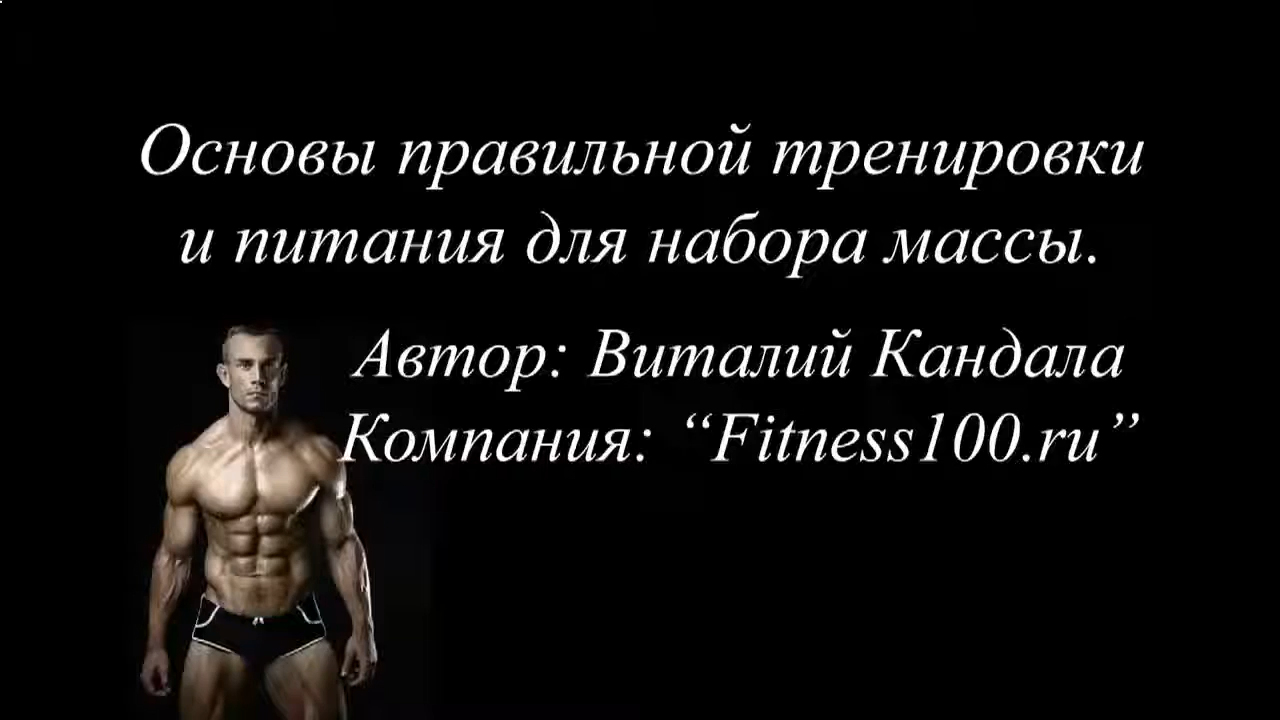 Основы правильной тренировки
и питания для набора массы.
Автор: Виталий Кандала
Компания: “Fitness100.ru”